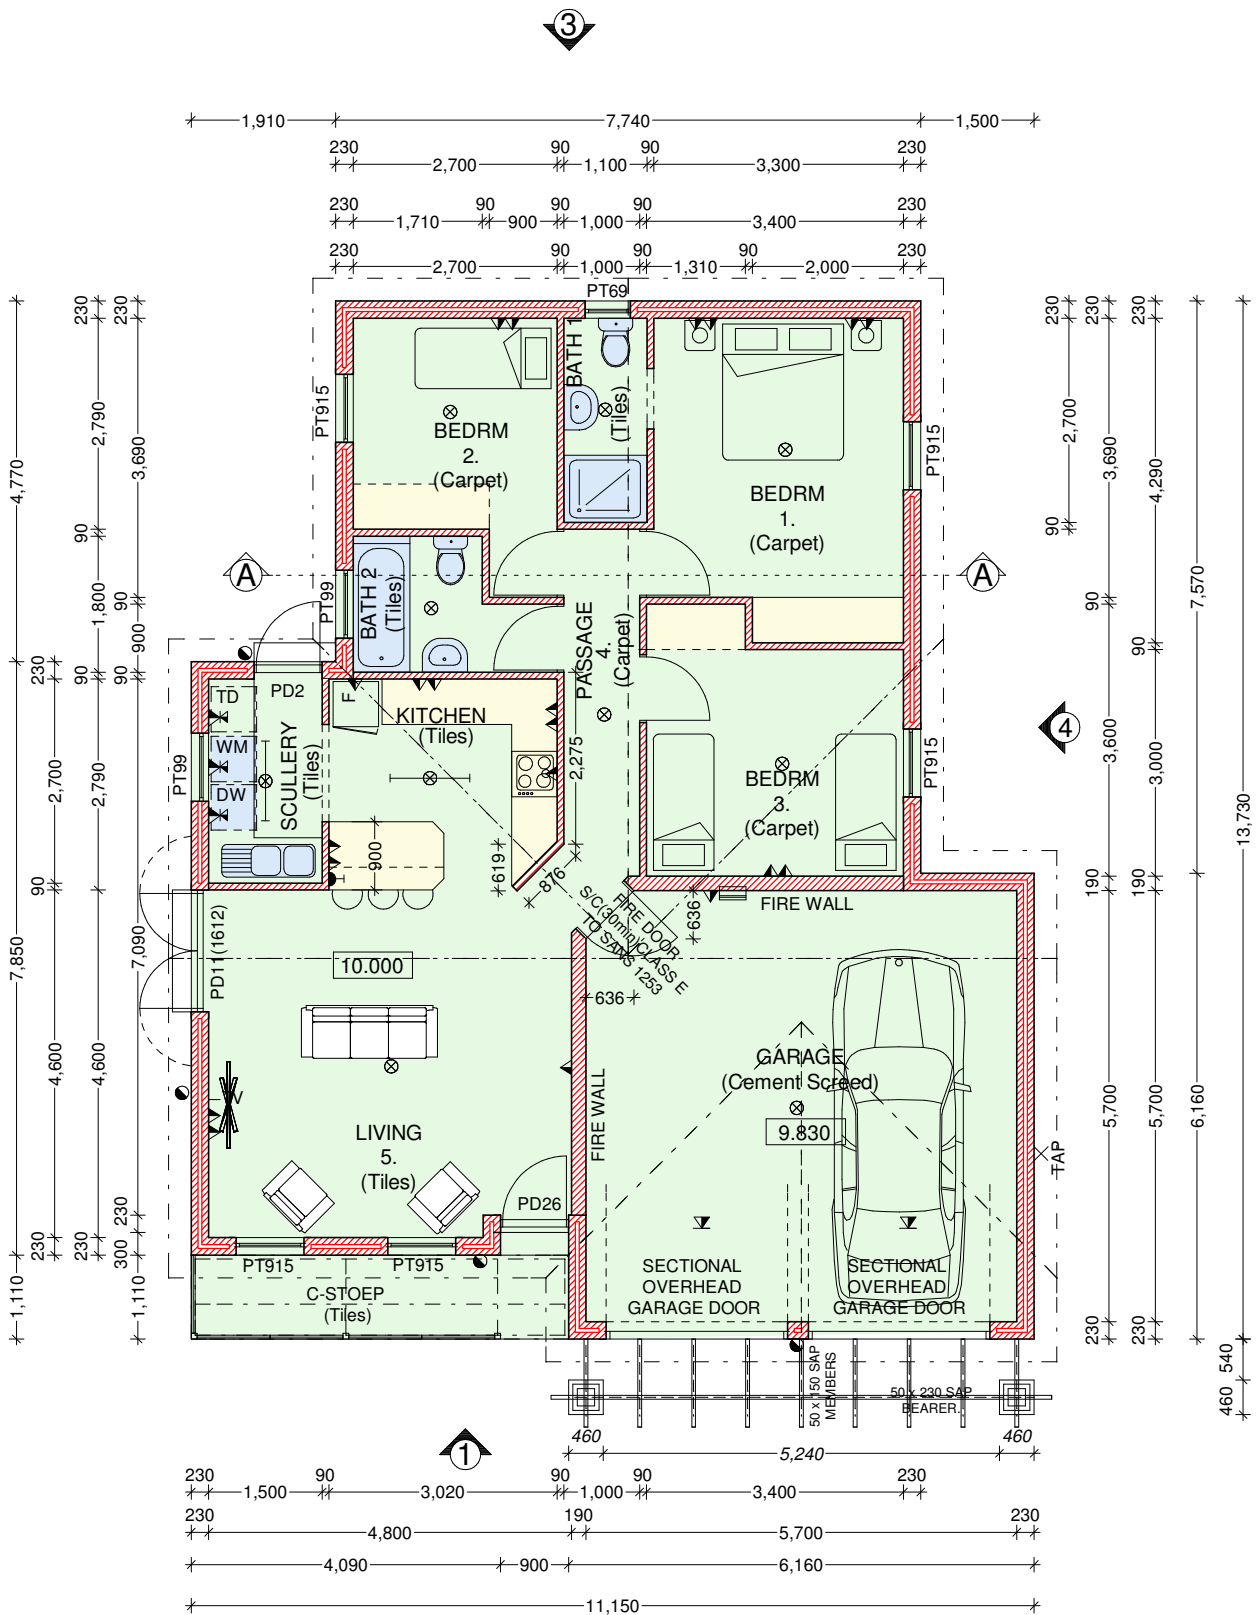 3
1,910
7,740
1,500
230
90
90
230
2,700
1,100
3,300
230
90
90
90
230
1,710
900
1,000
3,400
230
90
90
90
230
2,700
1,000
1,310
2,000
PT69
230
230
230
4,770
2,790
3,690
90
1,800
90
900
90
90
230
2,700
2,790
90
7,850
7,090
4,600
4,600
230
300
230
230
1,110
1,110
230
230
230
2,700
90
3,690
4,290
90
90
7,570
3,600
3,000
190
190
13,730
5,700
5,700
6,160
230
230
540
460
PT915
BEDRM
2.
(Carpet)
BATH 1
(Tiles)
BEDRM
1.
(Carpet)
PT915
A
A
PT99
BATH 2
(Tiles)
PASSAGE
4.
(Carpet)
PD2
TD
WM
DW
SCULLERY
(Tiles)
PT99
F
KITCHEN
(Tiles)
2,275
BEDRM
3.
(Carpet)
PT915
4
900
619
876
FIRE DOOR
S/C(30min)CLASS E
TO SANS 1253
636
636
FIRE WALL
PD11(1612)
10.000
GARAGE
(Cement Screed)
9.830
V
FIRE WALL
LIVING
5.
(Tiles)
TAP
PD26
PT915
PT915
C-STOEP
(Tiles)
SECTIONAL
OVERHEAD
GARAGE DOOR
SECTIONAL
OVERHEAD
GARAGE DOOR
50 x 150 SAP
MEMBERS
50 x 230 SAP
BEARER.
1
460
5,240
460
230
90
90
90
230
1,500
3,020
1,000
3,400
230
190
230
4,800
5,700
4,090
900
6,160
11,150